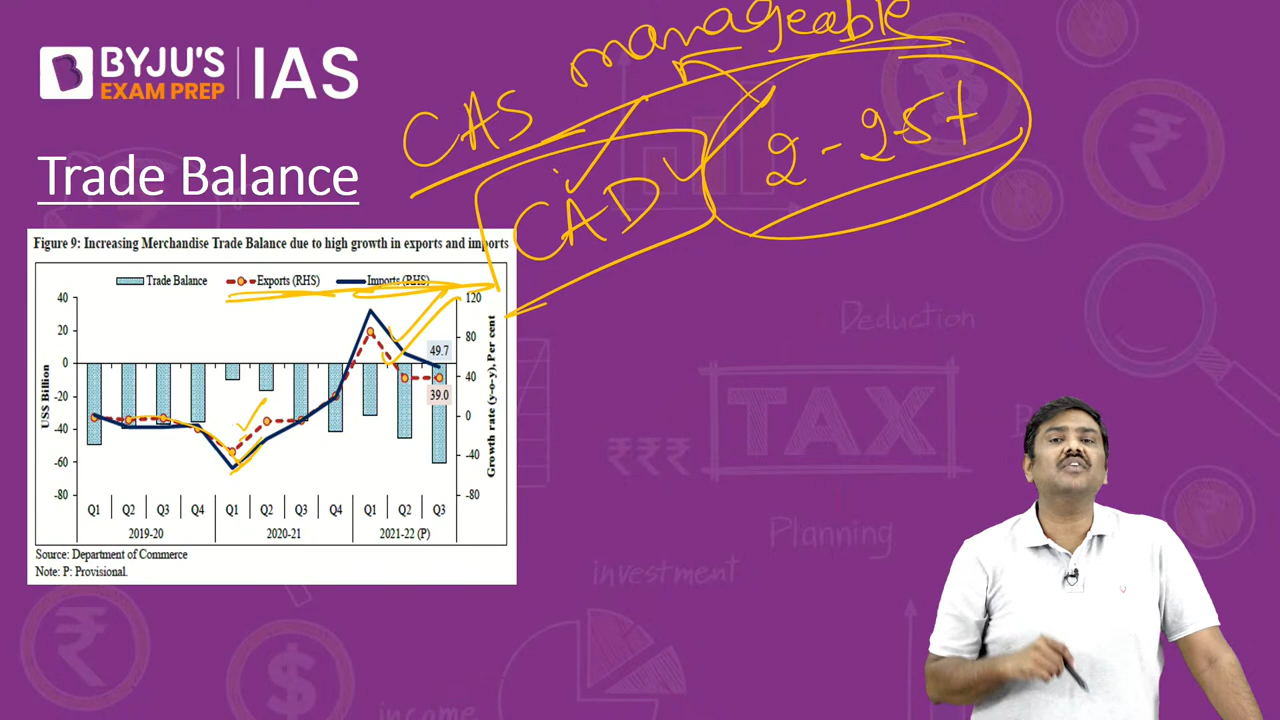 BYJU'S
EXAM PREP
IAS
manageable
CAS
CAD
Trade Balance
Figure 9: Increasing Merchandise Trade Balance due to high growth in exports and imports
Trade Balance Exports (RHS) Imports (RHS)
US$ Billion
40
20
0
-20
-40
-60
-80
Growth rate (y-o-y), Per cent
120
80
40
0
-40
-80
49.7
39.0
Q1 Q2 Q3 Q4 Q1 Q2 Q3 Q4 Q1 Q2 Q3
2019-20 2020-21 2021-22 (P)
Source: Department of Commerce
Note: P: Provisional.
Deduction
TAX
₹₹₹
Planning
investment
income